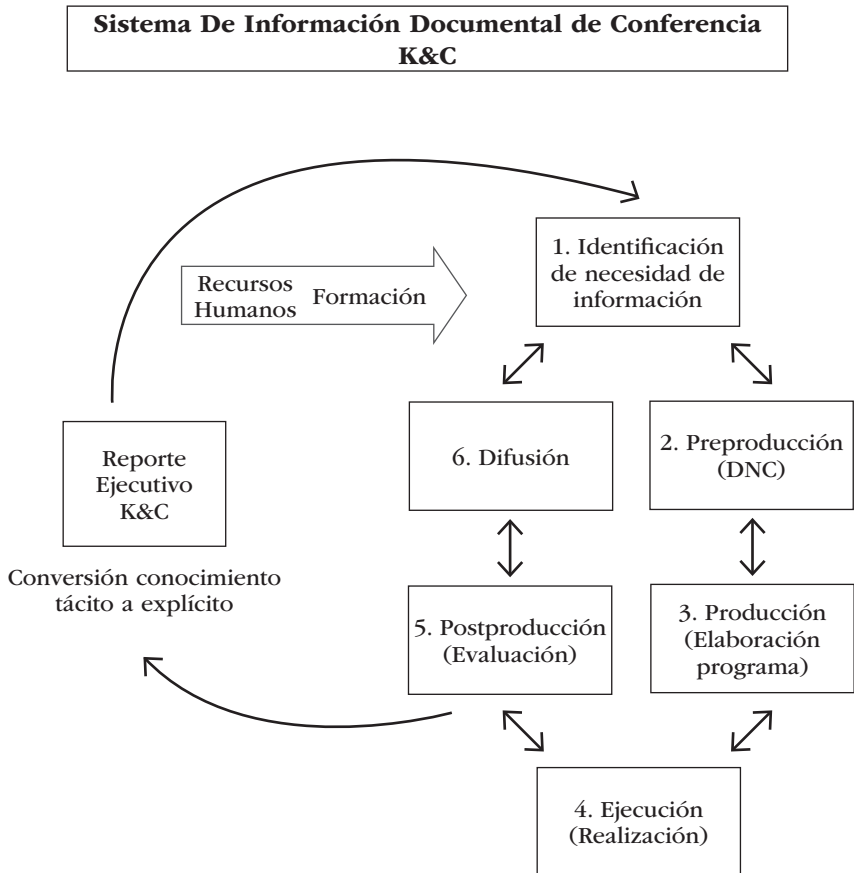 Sistema De Información Documental de Conferencia
K&C
1. Identificación
de necesidad de
información
Recursos
Humanos
Formación
6. Difusión
2. Preproducción
(DNC)
Reporte
Ejecutivo
K&C
Conversión conocimiento
tácito a explícito
5. Postproducción
(Evaluación)
3. Producción
(Elaboración
programa)
4. Ejecución
(Realización)